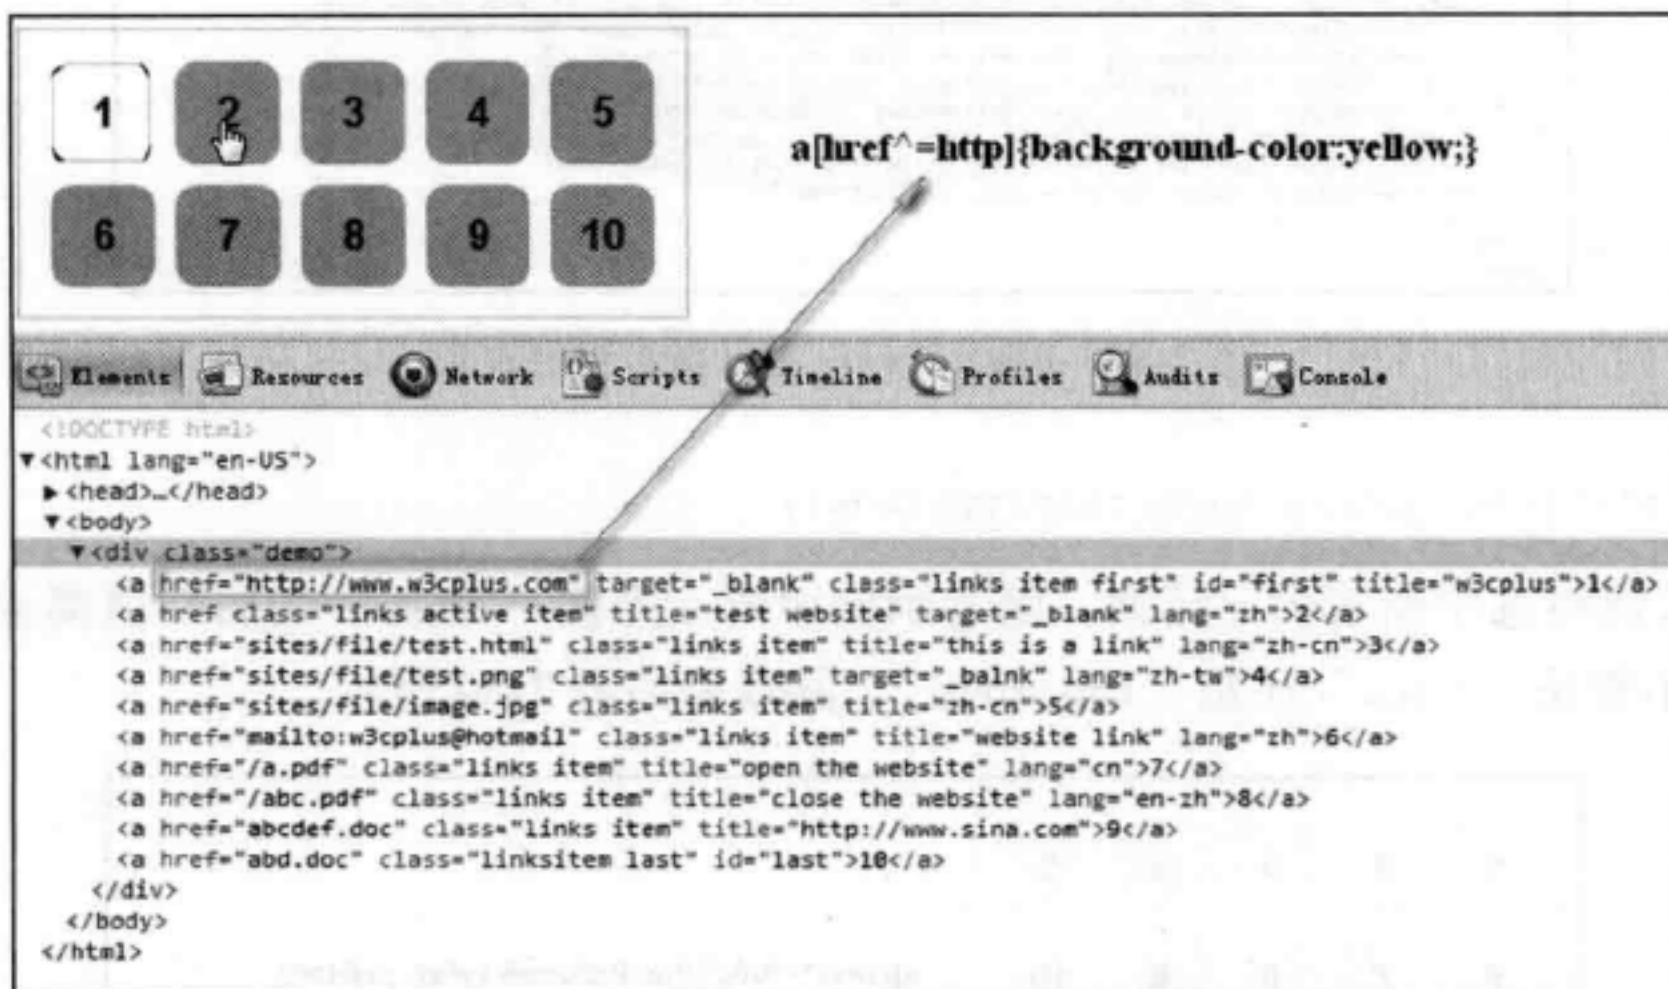 1 2 3 4 5
6 7 8 9 10
a[href^=http]{background-color:yellow;}
Elements Resources Network Scripts Timeline Profiles Audits Console
<!DOCTYPE html>
▼<html lang="en-US">
▶<head>…</head>
▼<body>
▼<div class="demo">
<a href="http://www.w3cplus.com" target="_blank" class="links item first" id="first" title="w3cplus">1</a>
<a href class="links active item" title="test website" target="_blank" lang="zh">2</a>
<a href="sites/file/test.html" class="links item" title="this is a link" lang="zh-cn">3</a>
<a href="sites/file/test.png" class="links item" target="_balnk" lang="zh-tw">4</a>
<a href="sites/file/image.jpg" class="links item" title="zh-cn">5</a>
<a href="mailto:w3cplus@hotmail" class="links item" title="website link" lang="zh">6</a>
<a href="/a.pdf" class="links item" title="open the website" lang="cn">7</a>
<a href="/abc.pdf" class="links item" title="close the website" lang="en-zh">8</a>
<a href="abcdef.doc" class="links item" title="http://www.sina.com">9</a>
<a href="abd.doc" class="linksitem last" id="last">10</a>
</div>
</body>
</html>